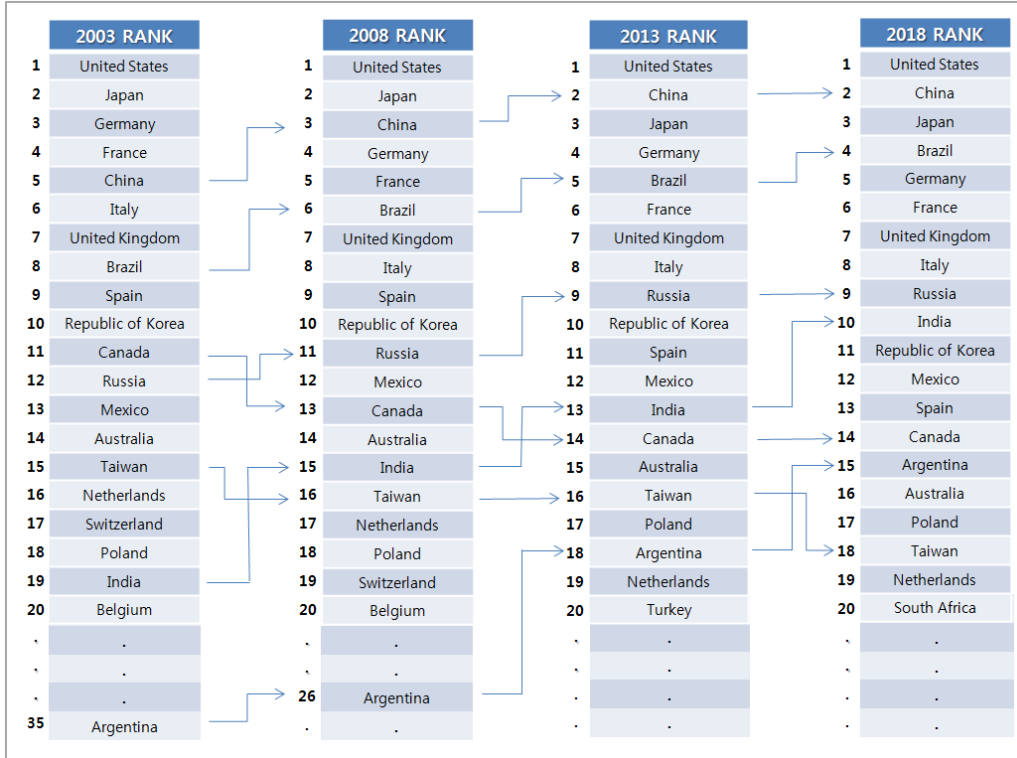 2003 RANK 2008 RANK 2013 RANK 2018 RANK
1 United States 1 United States 1 United States 1 United States
2 Japan 2 Japan 2 China 2 China
3 Germany 3 China 3 Japan 3 Japan
4 France 4 Germany 4 Germany 4 Brazil
5 China 5 France 5 Brazil 5 Germany
6 Italy 6 Brazil 6 France 6 France
7 United Kingdom 7 United Kingdom 7 United Kingdom 7 United Kingdom
8 Brazil 8 Italy 8 Italy 8 Italy
9 Spain 9 Spain 9 Russia 9 Russia
10 Republic of Korea 10 Republic of Korea 10 Republic of Korea 10 India
11 Canada 11 Russia 11 Spain 11 Republic of Korea
12 Russia 12 Mexico 12 Mexico 12 Mexico
13 Mexico 13 Canada 13 India 13 Spain
14 Australia 14 Australia 14 Canada 14 Canada
15 Taiwan 15 India 15 Australia 15 Argentina
16 Netherlands 16 Taiwan 16 Taiwan 16 Australia
17 Switzerland 17 Netherlands 17 Poland 17 Poland
18 Poland 18 Poland 18 Argentina 18 Taiwan
19 India 19 Switzerland 19 Netherlands 19 Netherlands
20 Belgium 20 Belgium 20 Turkey 20 South Africa
. . . . . . . .
. . . . . . . .
. . 26 Argentina . . . .
35 Argentina . . . . . .